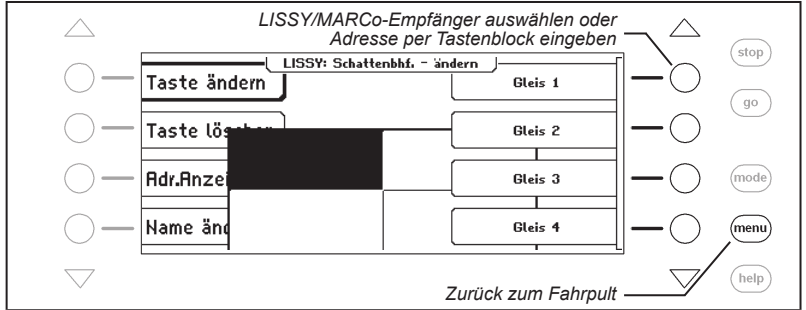 LISSY/MARCo-Empfänger auswählen oder
Adresse per Tastenblock eingeben
stop
LISSY: Schattenbhf. - ändern
Taste ändern
Gleis 1
go
Gleis 2
Gleis 3
mode
Gleis 4
menu
help
Zurück zum Fahrpult